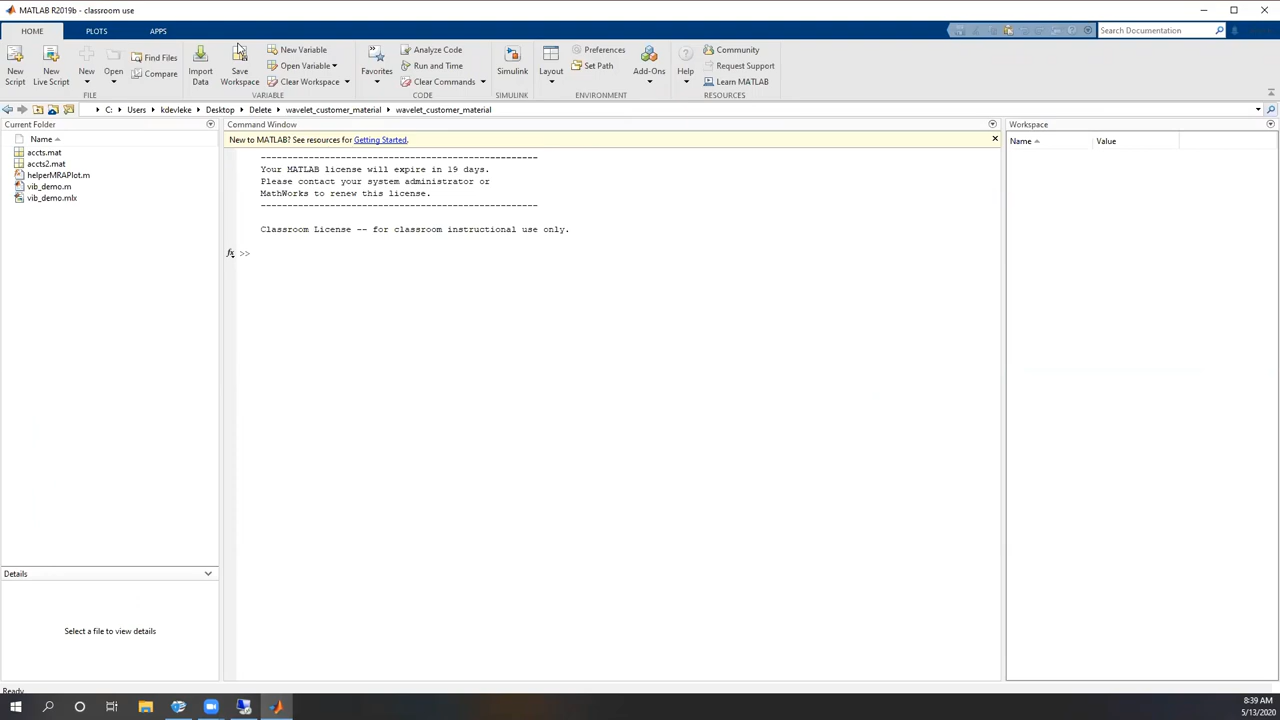 MATLAB R2019b - classroom use
HOME PLOTS APPS
Search Documentation
New Script
New Live Script
New
Open
Find Files
Compare
FILE
Import Data
Save Workspace
New Variable
Open Variable
Clear Workspace
VARIABLE
Favorites
Analyze Code
Run and Time
Clear Commands
CODE
Simulink
SIMULINK
Layout
Preferences
Set Path
ENVIRONMENT
Add-Ons
Help
Community
Request Support
Learn MATLAB
RESOURCES
C: Users kdevleke Desktop Delete wavelet_customer_material wavelet_customer_material
Current Folder
Name
accts.mat
accts2.mat
helperMRAPlot.m
vib_demo.m
vib_demo.mlx
Details
Select a file to view details
Command Window
New to MATLAB? See resources for Getting Started.
----------------------------------------------------
Your MATLAB license will expire in 19 days.
Please contact your system administrator or
MathWorks to renew this license.
----------------------------------------------------
Classroom License -- for classroom instructional use only.
fx >>
Workspace
Name Value
Ready
8:39 AM
5/13/2020